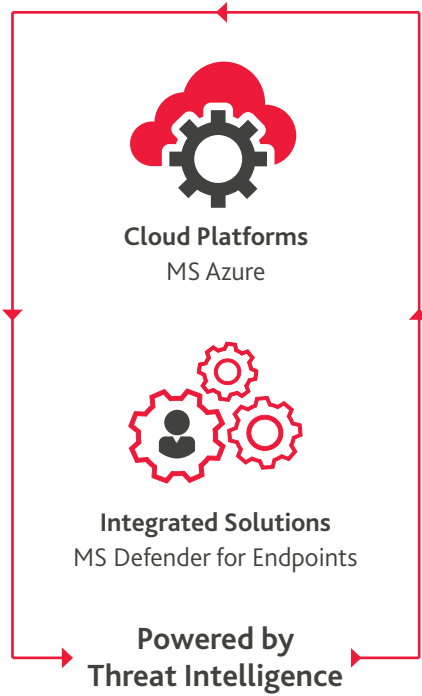 Cloud Platforms
MS Azure
Integrated Solutions
MS Defender for Endpoints
Powered by
Threat Intelligence